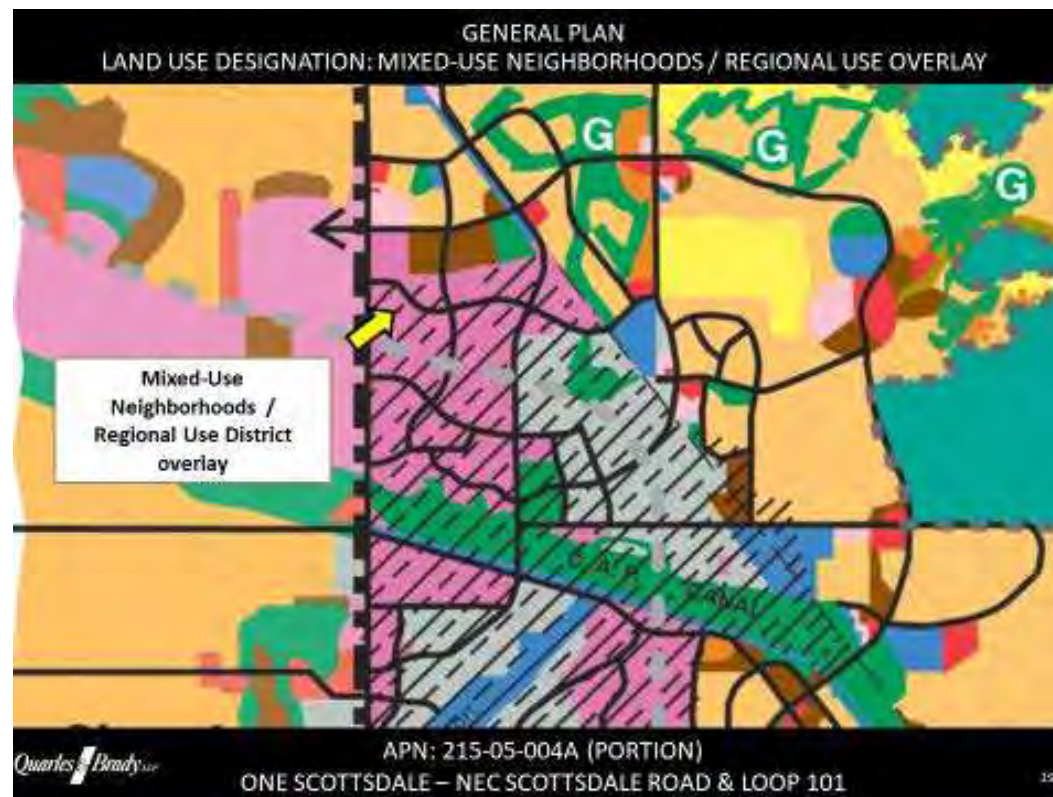 GENERAL PLAN
LAND USE DESIGNATION: MIXED-USE NEIGHBORHOODS / REGIONAL USE OVERLAY
G
G
G
Mixed-Use
Neighborhoods /
Regional Use District
overlay
C. A. P. CANAL
Quarles & Brady LLP
APN: 215-05-004A (PORTION)
ONE SCOTTSDALE – NEC SCOTTSDALE ROAD & LOOP 101